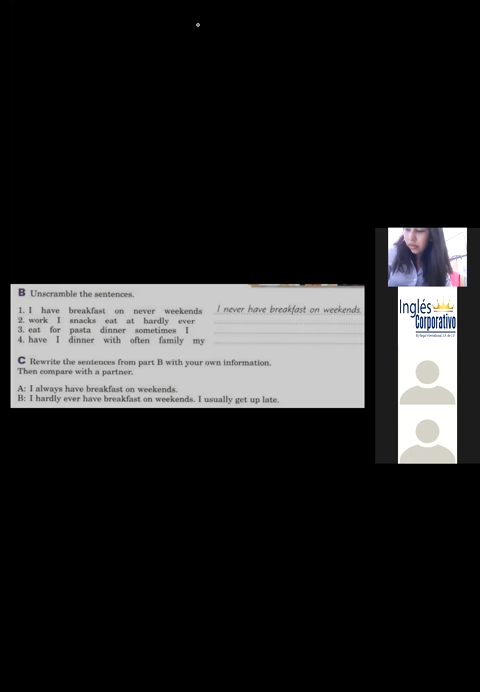 B Unscramble the sentences.
1. I have breakfast on never weekends I never have breakfast on weekends.
2. work I snacks eat at hardly ever
3. eat for pasta dinner sometimes I
4. have I dinner with often family my
C Rewrite the sentences from part B with your own information.
Then compare with a partner.
A: I always have breakfast on weekends.
B: I hardly ever have breakfast on weekends. I usually get up late.
Inglés
Corporativo